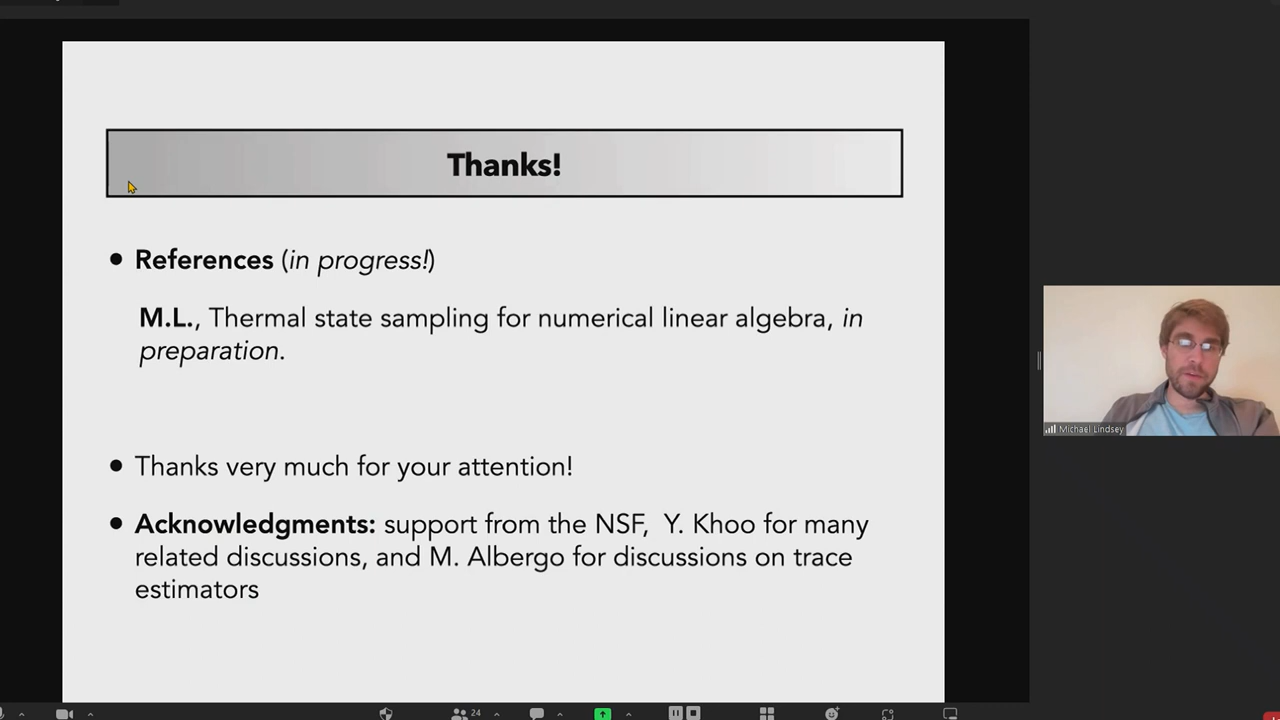 Thanks!
• References (in progress!)
M.L., Thermal state sampling for numerical linear algebra, in
preparation.
• Thanks very much for your attention!
• Acknowledgments: support from the NSF, Y. Khoo for many
related discussions, and M. Albergo for discussions on trace
estimators
Michael Lindsey
24